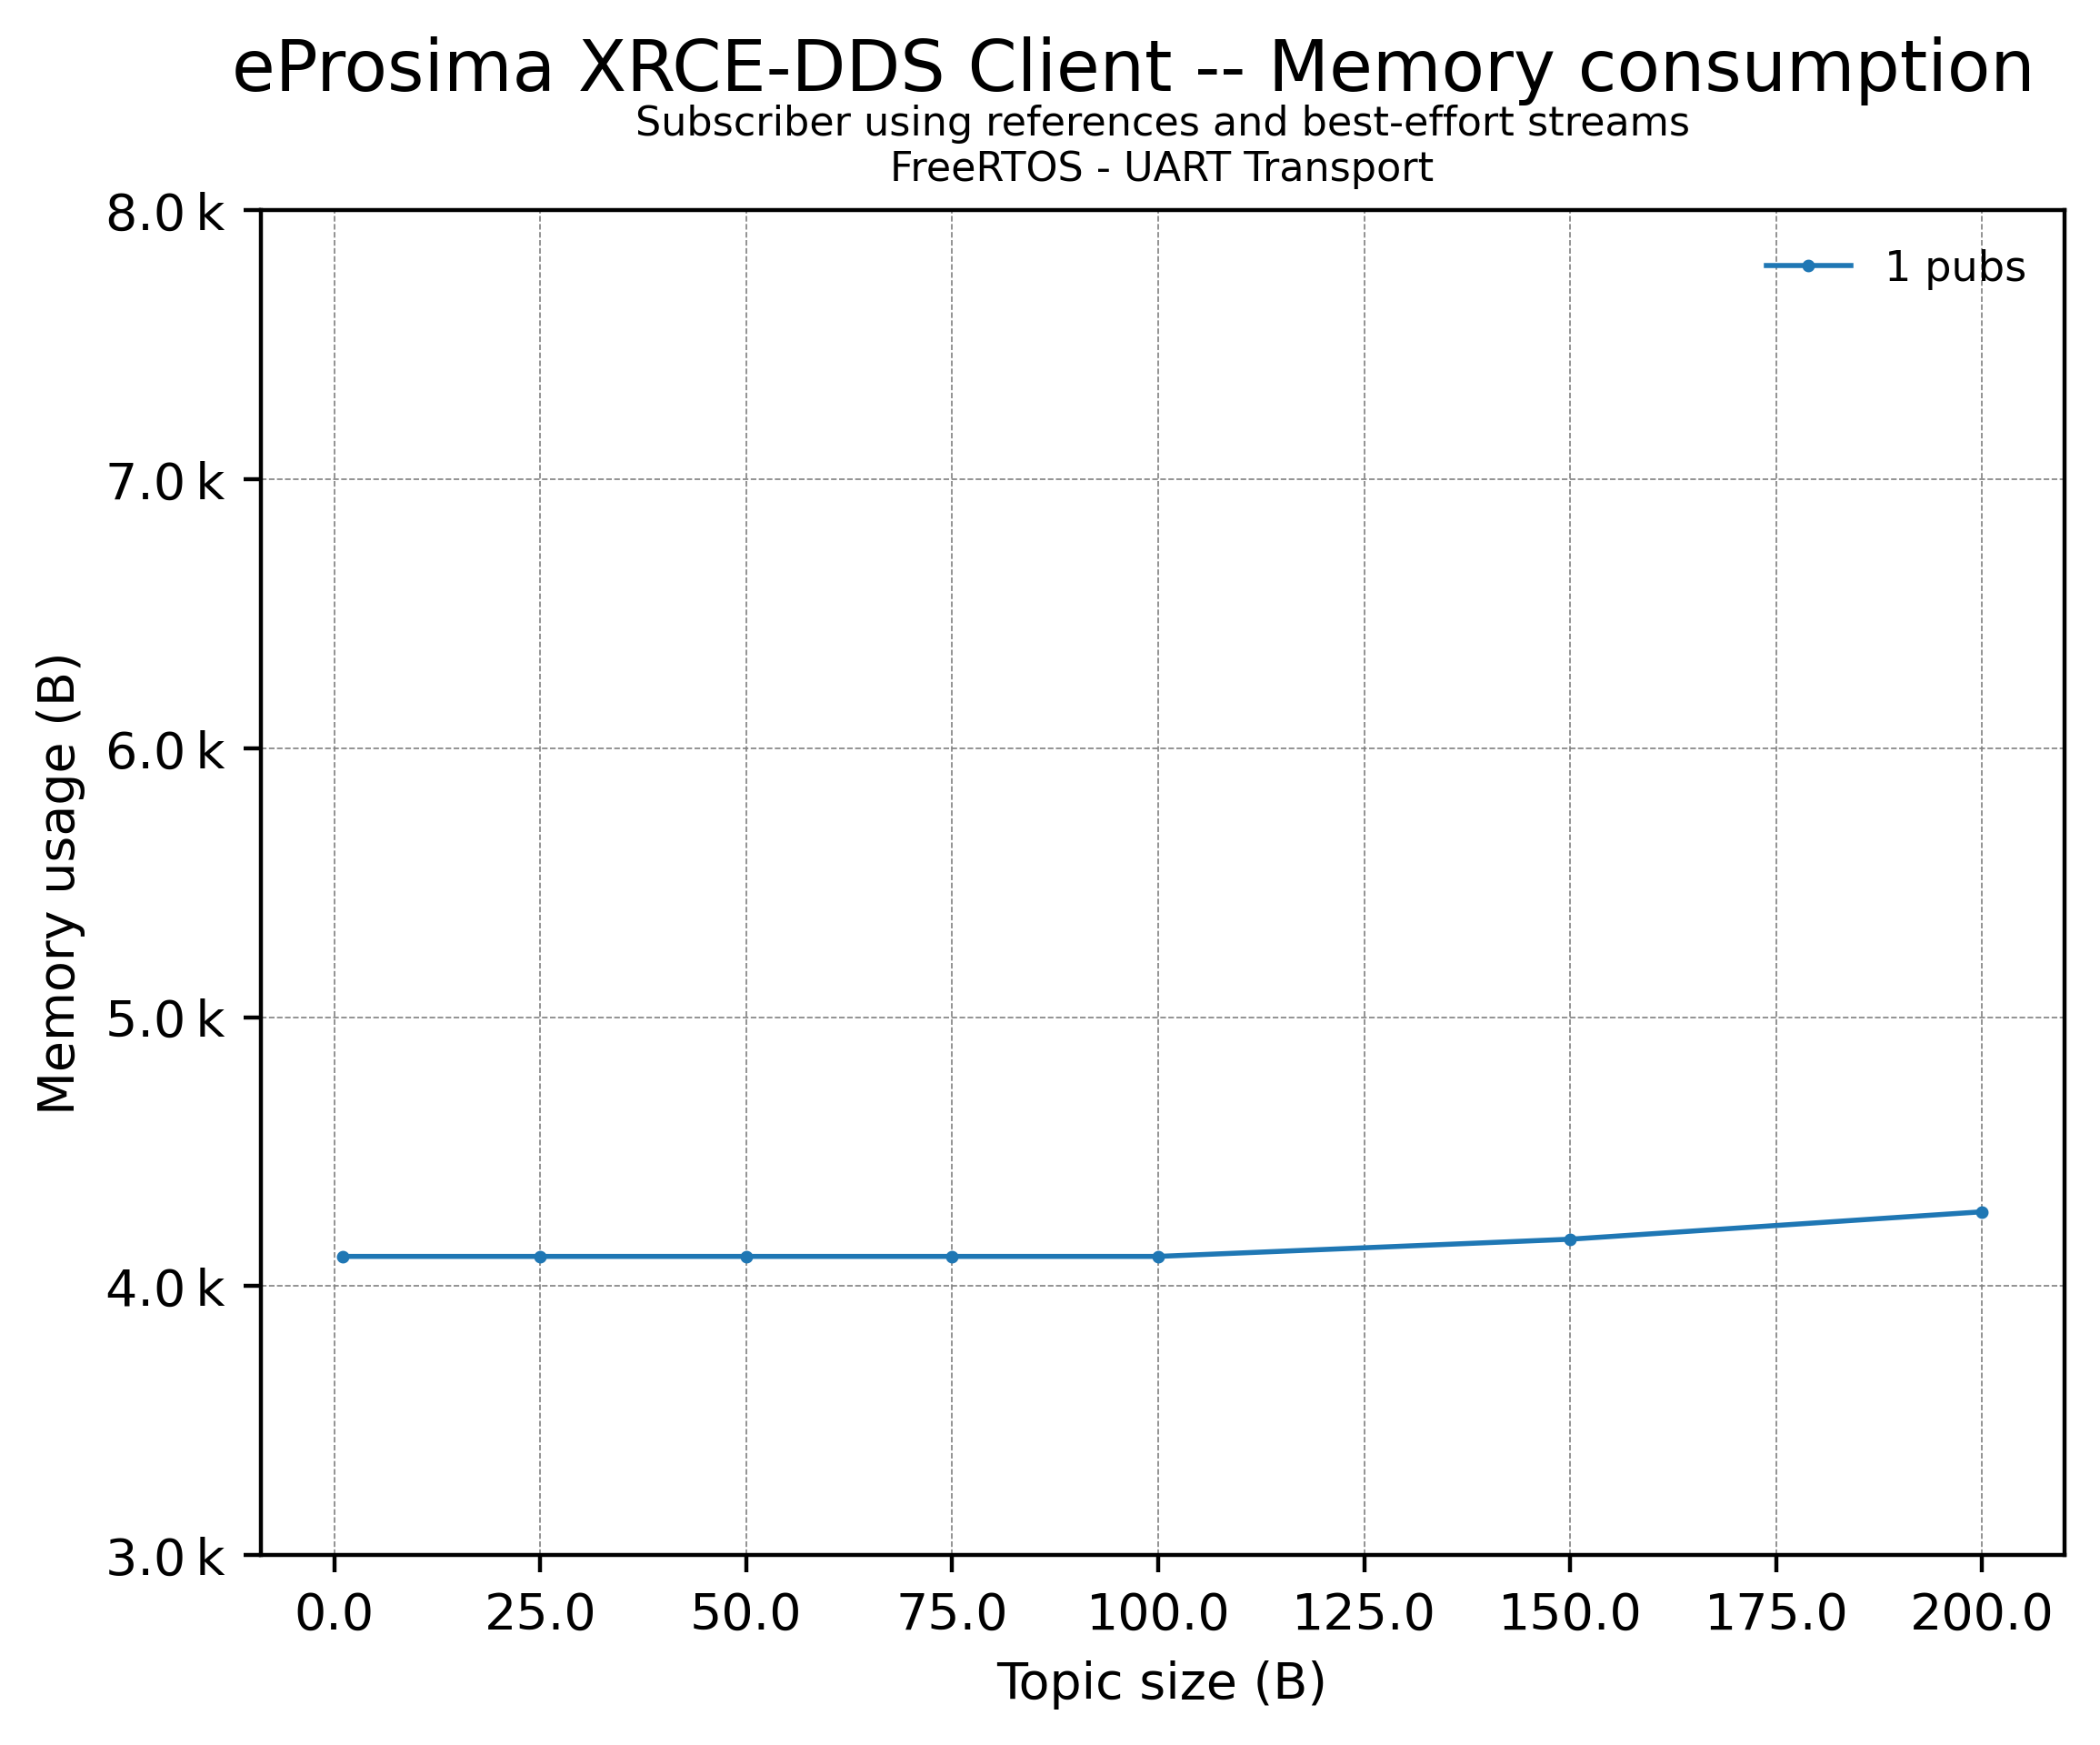 eProsima XRCE-DDS Client -- Memory consumption
Subscriber using references and best-effort streams
FreeRTOS - UART Transport
8.0 k
1 pubs
7.0 k
6.0 k
Memory usage (B)
5.0 k
4.0 k
3.0 k
0.0 25.0 50.0 75.0 100.0 125.0 150.0 175.0 200.0
Topic size (B)